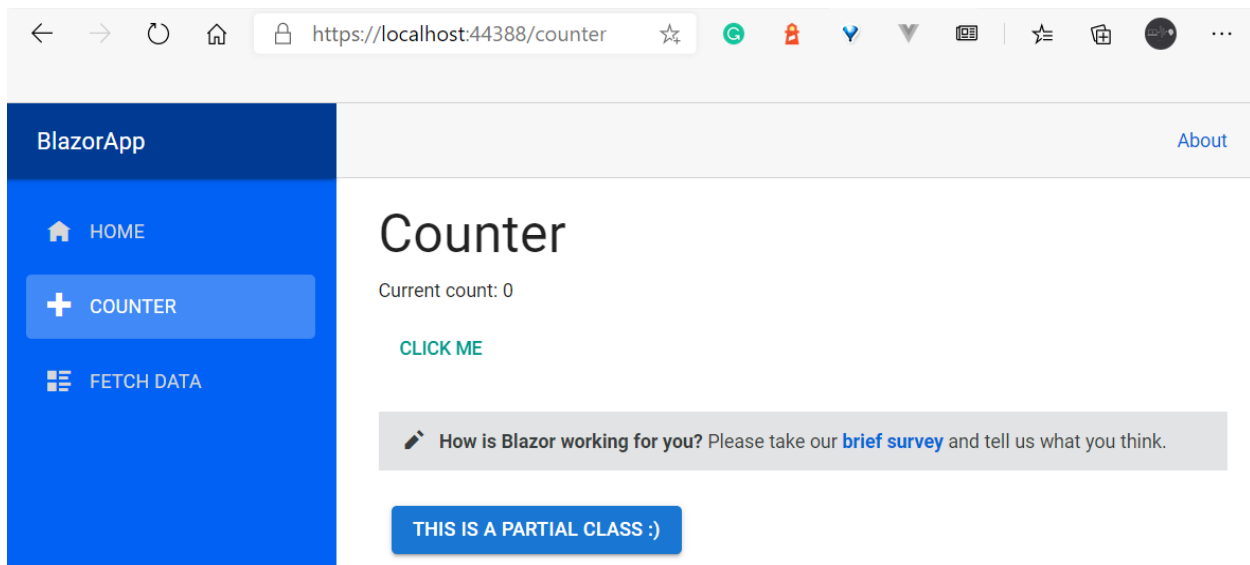 https://localhost:44388/counter
BlazorApp
About
HOME
COUNTER
FETCH DATA
Counter
Current count: 0
CLICK ME
How is Blazor working for you? Please take our brief survey and tell us what you think.
THIS IS A PARTIAL CLASS :)